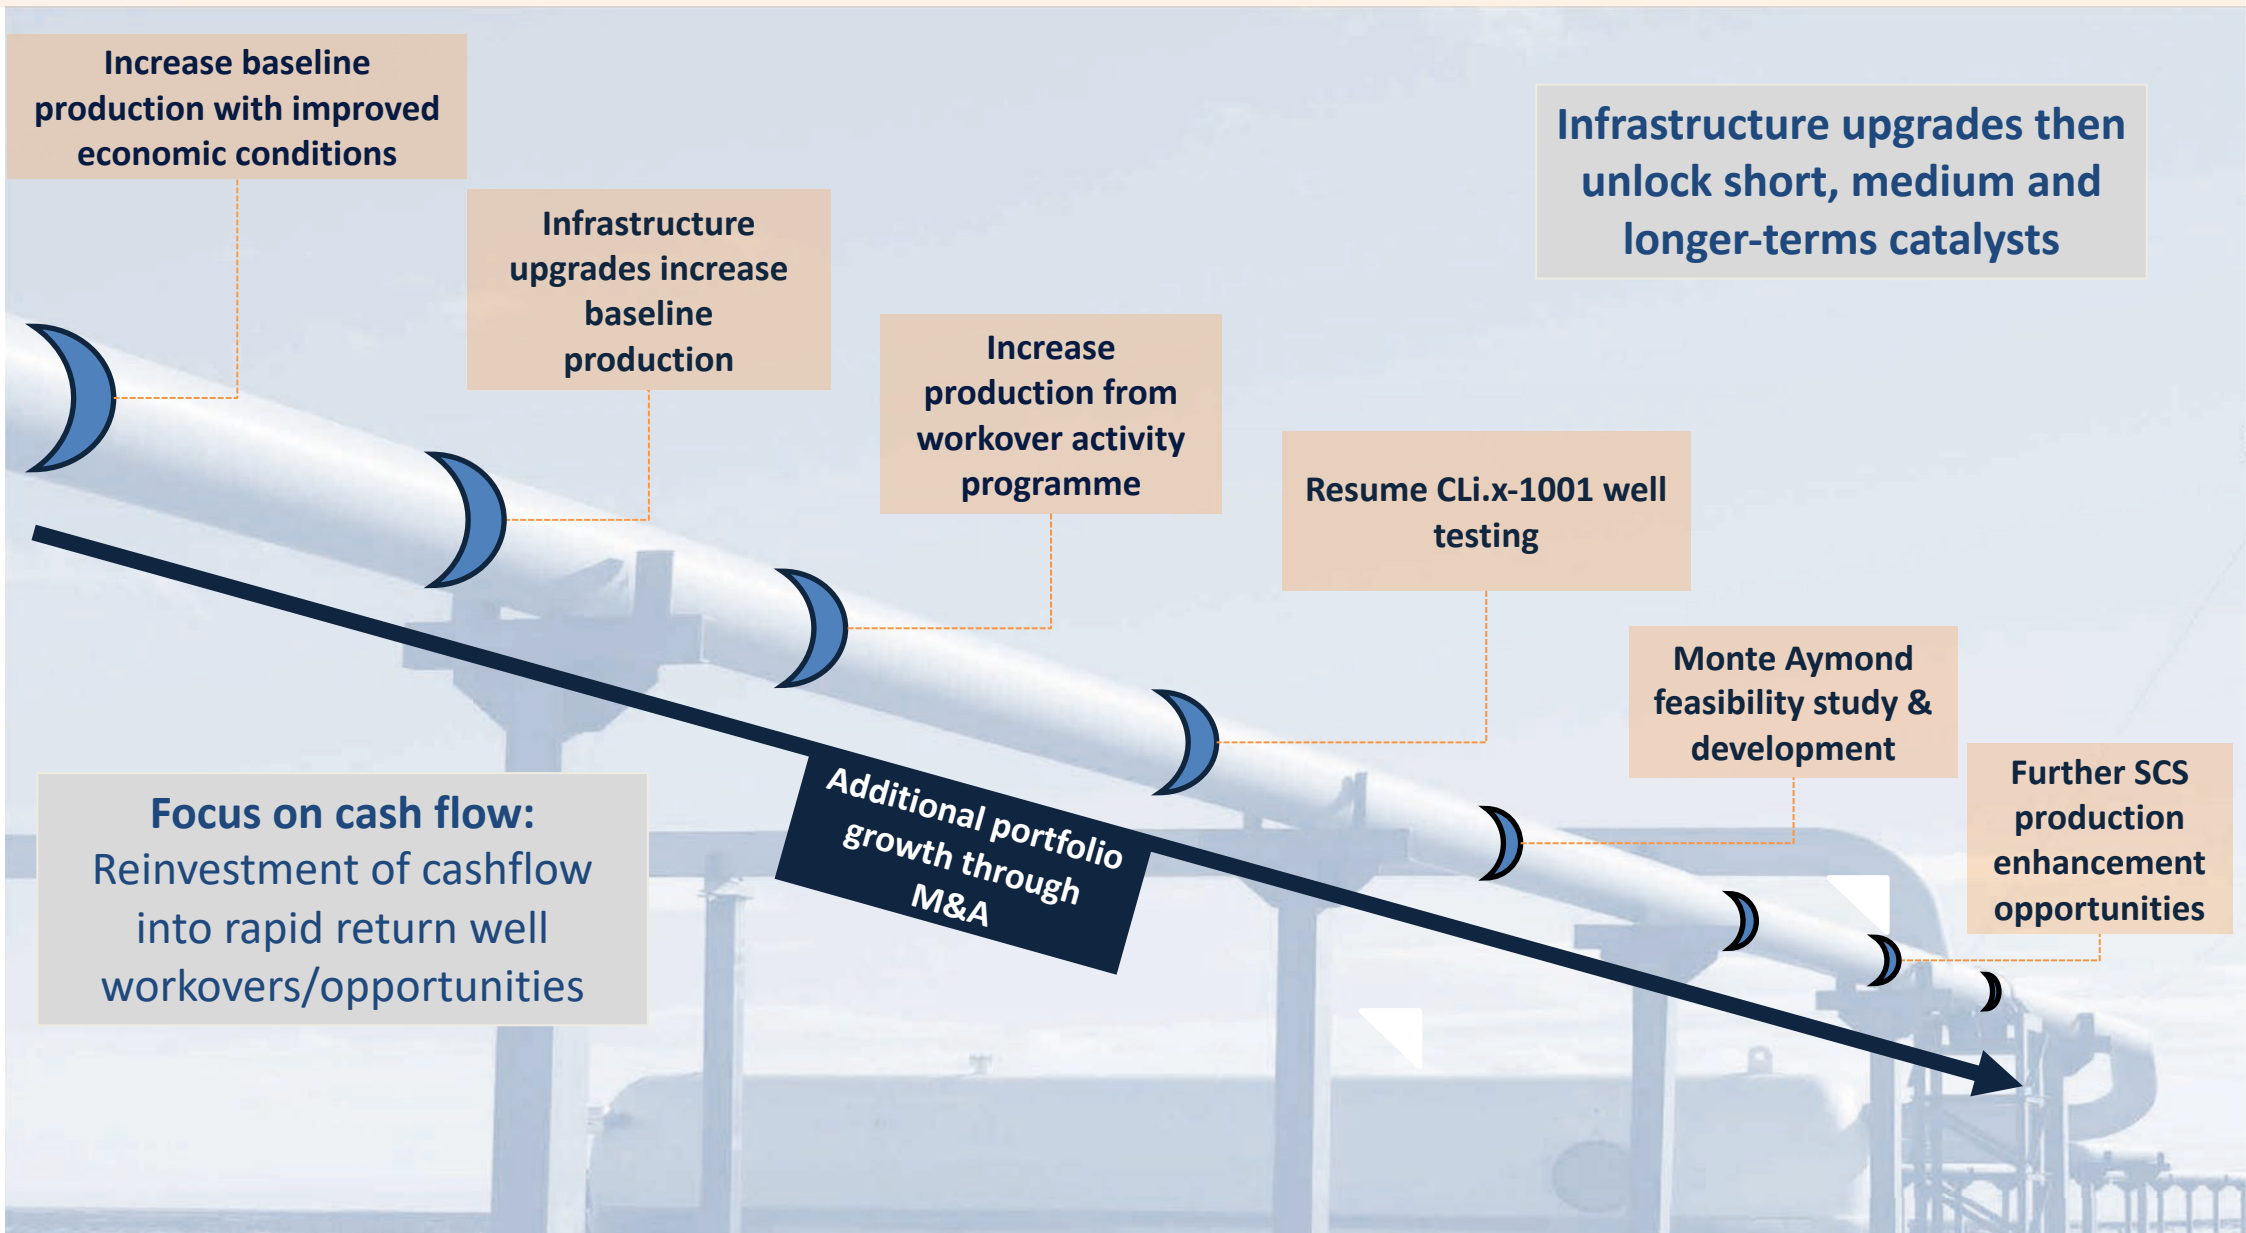 Increase baseline
production with improved
economic conditions
Infrastructure
upgrades increase
baseline
production
Increase
production from
workover activity
programme
Resume CLi.x-1001 well
testing
Monte Aymond
feasibility study &
development
Further SCS
production
enhancement
opportunities
Infrastructure upgrades then
unlock short, medium and
longer-terms catalysts
Focus on cash flow:
Reinvestment of cashflow
into rapid return well
workovers/opportunities
Additional portfolio
growth through
M&A